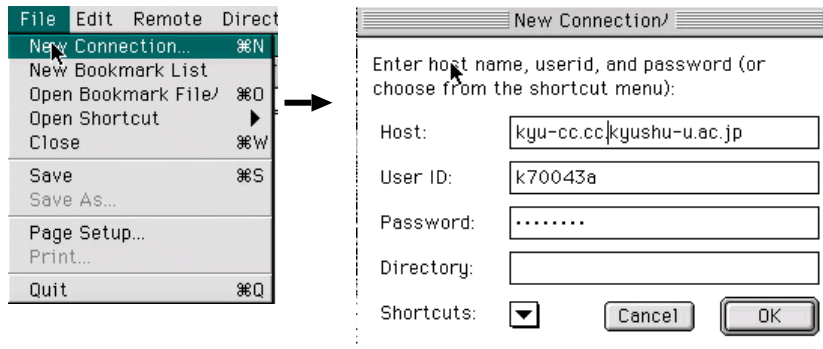 File Edit Remote Direct
New Connection... ⌘N
New Bookmark List
Open Bookmark File/ ⌘O
Open Shortcut ▶
Close ⌘W
Save ⌘S
Save As...
Page Setup...
Print...
Quit ⌘Q
New Connection/
Enter host name, userid, and password (or
choose from the shortcut menu):
Host: kyu-cc.cc.kyushu-u.ac.jp
User ID: k70043a
Password: ••••••••
Directory:
Shortcuts: ▼ Cancel OK